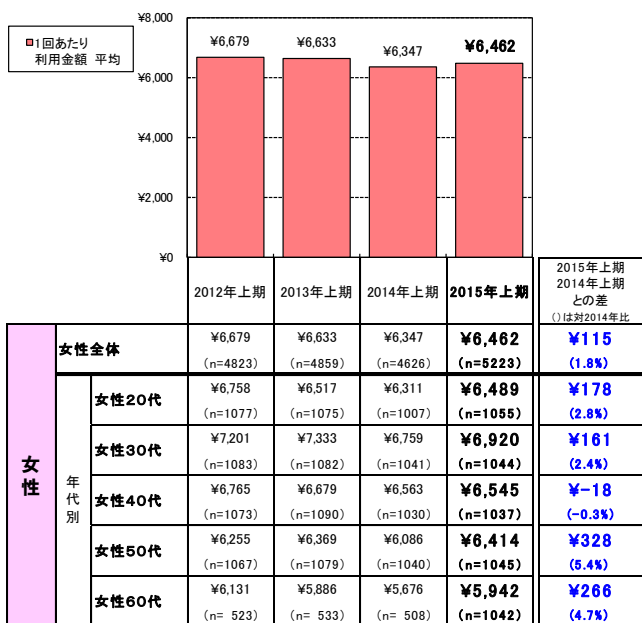 ■1回あたり
利用金額 平均
¥8,000
¥6,000
¥4,000
¥2,000
¥0
¥6,679
¥6,633
¥6,347
¥6,462
2012年上期 2013年上期 2014年上期 2015年上期
2015年上期
2014年上期
との差
()は対2014年比
女性
女性全体
¥6,679 ¥6,633 ¥6,347 ¥6,462 ¥115
(n=4823) (n=4859) (n=4626) (n=5223) (1.8%)
年代別
女性20代
¥6,758 ¥6,517 ¥6,311 ¥6,489 ¥178
(n=1077) (n=1075) (n=1007) (n=1055) (2.8%)
女性30代
¥7,201 ¥7,333 ¥6,759 ¥6,920 ¥161
(n=1083) (n=1082) (n=1041) (n=1044) (2.4%)
女性40代
¥6,765 ¥6,679 ¥6,563 ¥6,545 ¥-18
(n=1073) (n=1090) (n=1030) (n=1037) (-0.3%)
女性50代
¥6,255 ¥6,369 ¥6,086 ¥6,414 ¥328
(n=1067) (n=1079) (n=1040) (n=1045) (5.4%)
女性60代
¥6,131 ¥5,886 ¥5,676 ¥5,942 ¥266
(n= 523) (n= 533) (n= 508) (n=1042) (4.7%)